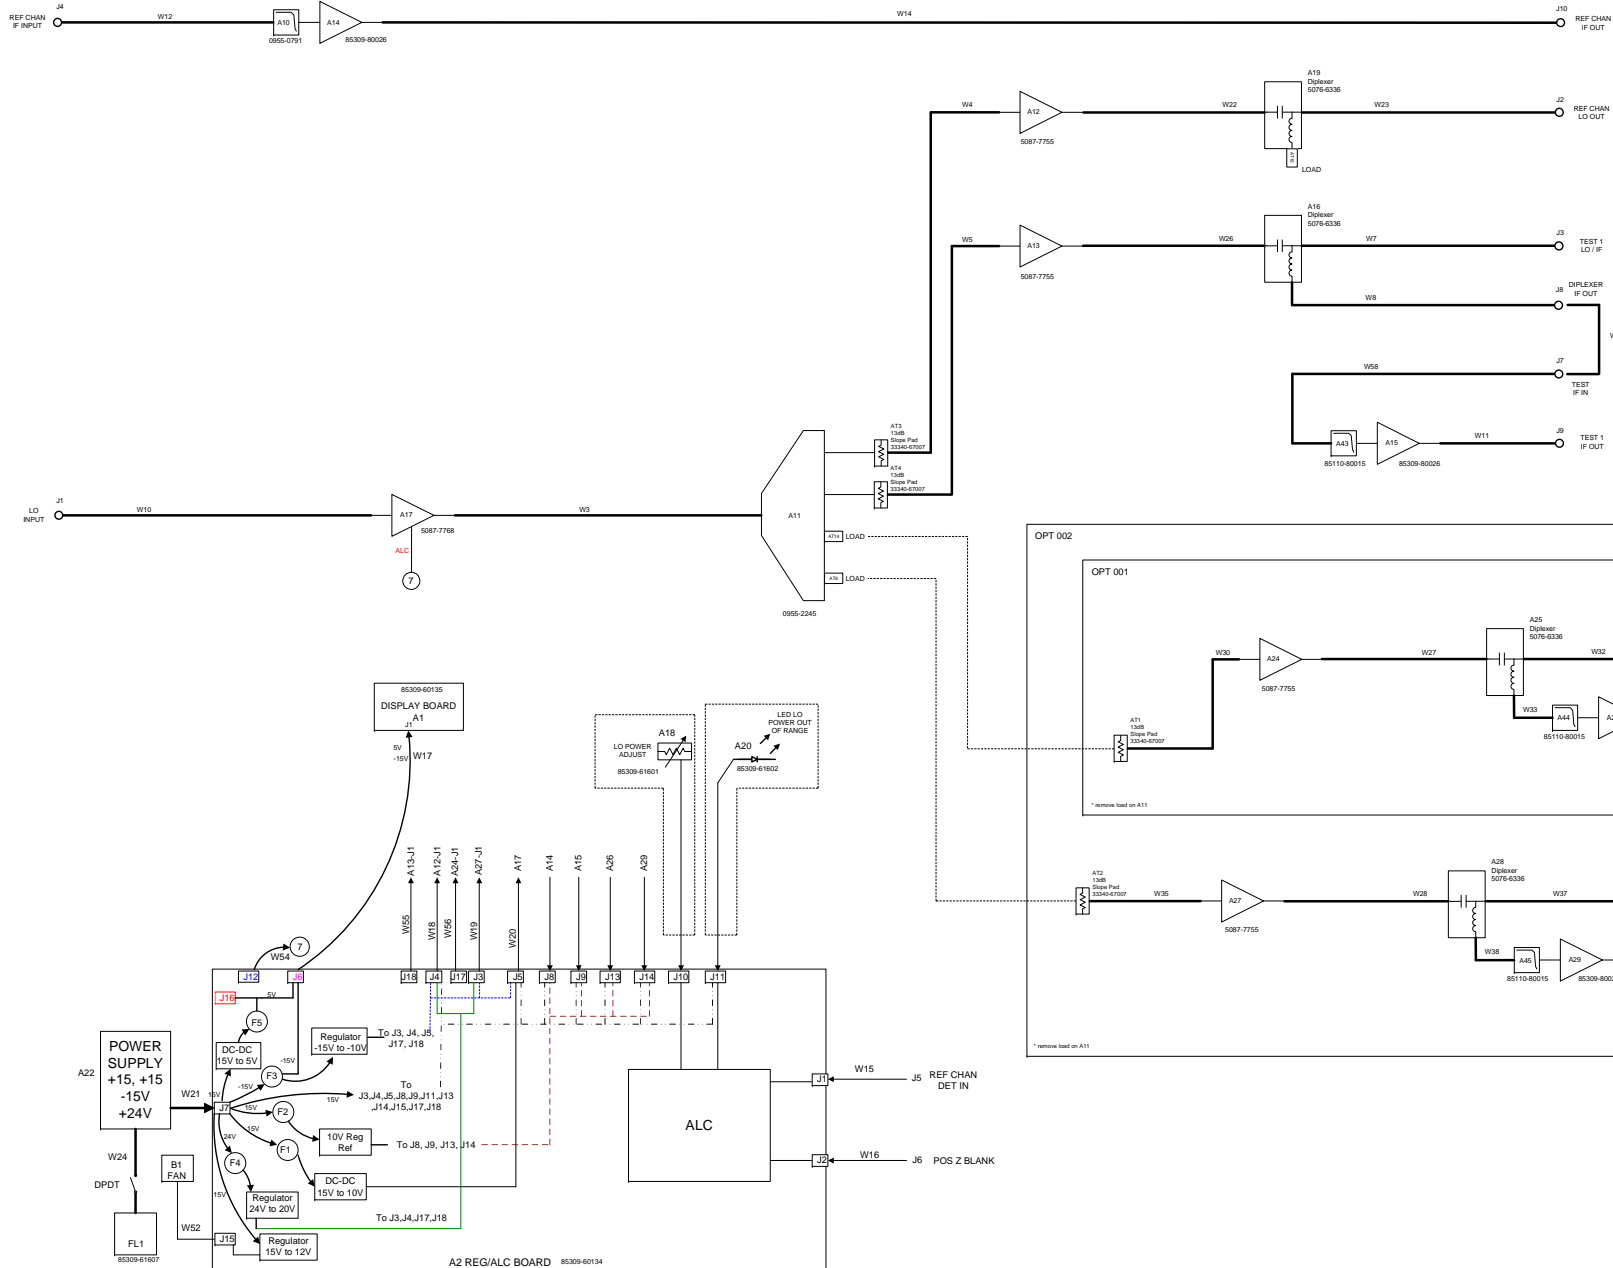 J4
REF CHAN
IF INPUT
W12
A10
0955-0791
A14
85309-80026
W14
J10
REF CHAN
IF OUT
W4
A12
5087-7755
W22
A19
Diplexer
5076-6336
LOAD
W23
J2
REF CHAN
LO OUT
W5
A13
5087-7755
W26
A16
Diplexer
5076-6336
W7
J3
TEST 1
LO / IF
W8
J8
DIPLEXER
IF OUT
W58
J7
TEST
IF IN
A43
85110-80015
A15
85309-80026
W11
J9
TEST 1
IF OUT
J1
LO
INPUT
W10
A17
5087-7768
ALC
7
W3
A11
0955-2245
AT3
13dB
Slope Pad
33340-67007
AT4
13dB
Slope Pad
33340-67007
AT14
LOAD
AT6
LOAD
OPT 002
OPT 001
AT1
13dB
Slope Pad
33340-67007
W30
A24
5087-7755
W27
A25
Diplexer
5076-6336
W32
W33
A44
85110-80015
* remove load on A11
AT2
13dB
Slope Pad
33340-67007
W35
A27
5087-7755
W28
A28
Diplexer
5076-6336
W37
W38
A45
85110-80015
A29
* remove load on A11
85309-60135
DISPLAY BOARD
A1
J1
5V
-15V
W17
A18
LO POWER
ADJUST
85309-61601
LED LO
POWER OUT
OF RANGE
A20
85309-61602
A13-J1
A12-J1
A24-J1
A27-J1
A17
A14
A15
A26
A29
W55
W18
W56
W19
W20
7
W54
J12
J6
J18
J4
J17
J3
J5
J8
J9
J13
J14
J10
J11
J16
5V
F5
DC-DC
15V to 5V
-15V
F3
-15V
Regulator
-15V to -10V
To J3, J4, J5,
J17, J18
POWER
SUPPLY
+15, +15
-15V
+24V
A22
W21
J7
15V
15V
To
J3,J4,J5,J8,J9,J11,J13
,J14,J15,J17,J18
15V
F2
10V Reg
Ref
To J8, J9, J13, J14
15V
F1
DC-DC
15V to 10V
24V
F4
Regulator
24V to 20V
To J3,J4,J17,J18
15V
Regulator
15V to 12V
W24
DPDT
FL1
85309-61607
B1
FAN
W52
J15
ALC
J1
W15
J5
REF CHAN
DET IN
J2
W16
J6
POS Z BLANK
A2 REG/ALC BOARD
85309-60134